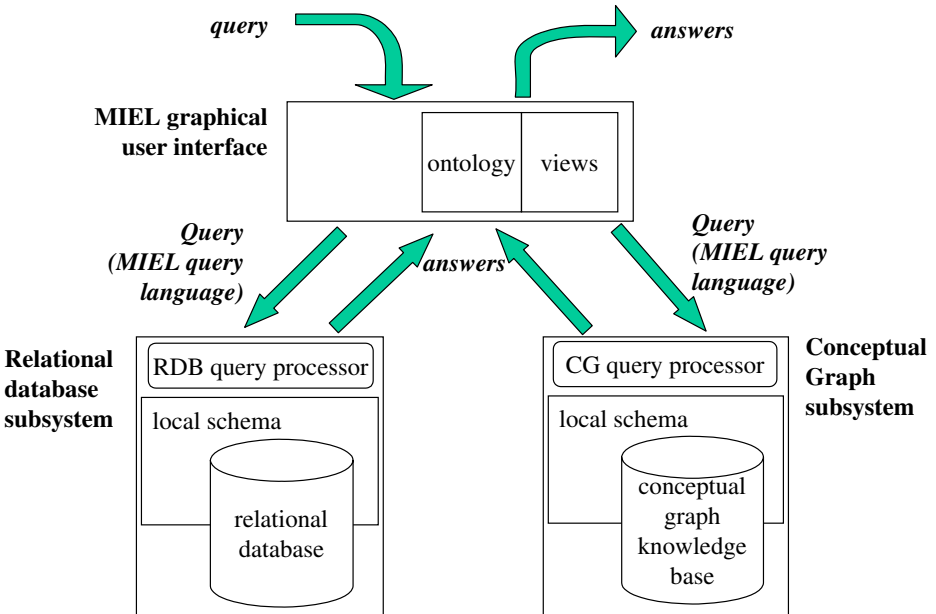 query
answers
MIEL graphical
user interface
ontology
views
Query
(MIEL query
language)
answers
Query
(MIEL query
language)
Relational
database
subsystem
RDB query processor
local schema
relational
database
CG query processor
local schema
conceptual
graph
knowledge
base
Conceptual
Graph
subsystem